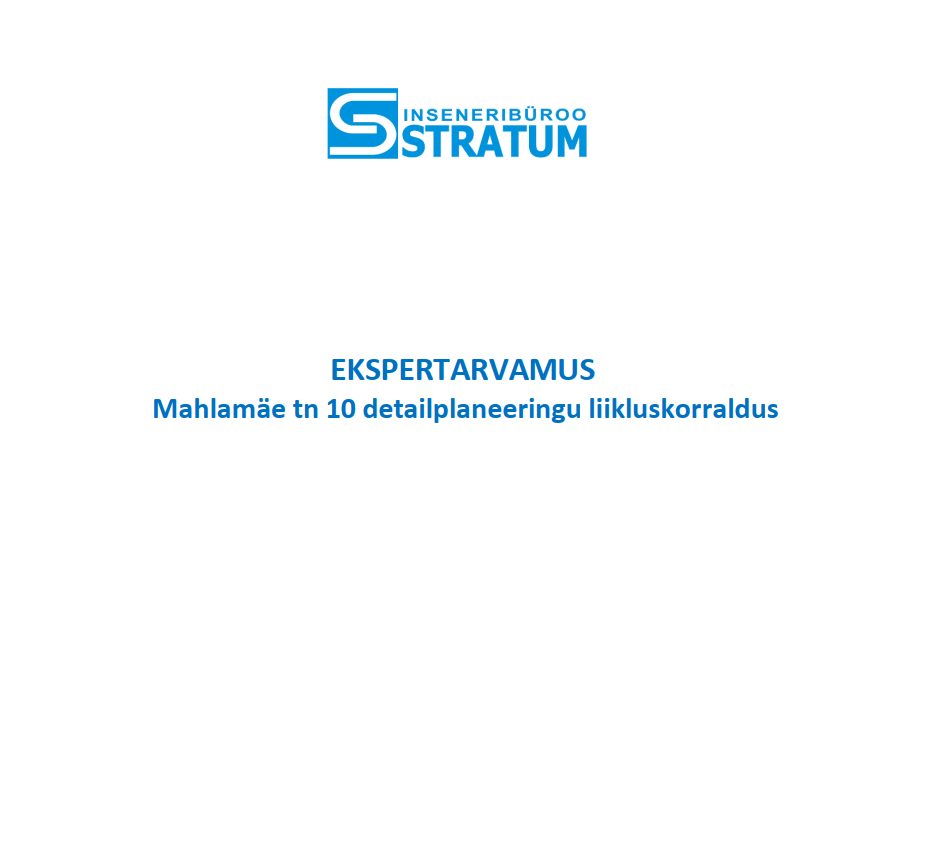 INSENERIBÜROO
STRATUM
EKSPERTARVAMUS
Mahlamäe tn 10 detailplaneeringu liikluskorraldus